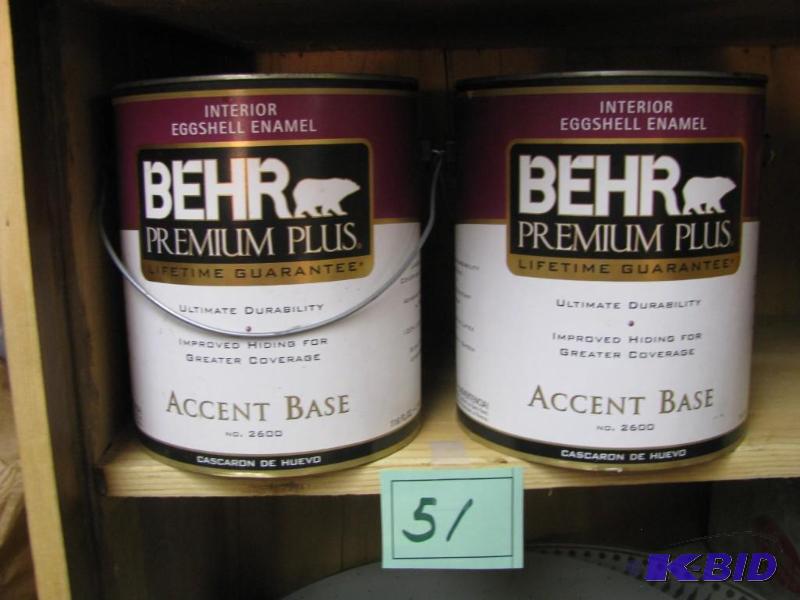 INTERIOR
EGGSHELL ENAMEL
BEHR
PREMIUM PLUS®
LIFETIME GUARANTEE*
ULTIMATE DURABILITY
•
IMPROVED HIDING FOR
GREATER COVERAGE
ACCENT BASE
NO. 2600
CASCARON DE HUEVO
INTERIOR
EGGSHELL ENAMEL
BEHR
PREMIUM PLUS®
LIFETIME GUARANTEE*
ULTIMATE DURABILITY
•
IMPROVED HIDING FOR
GREATER COVERAGE
ACCENT BASE
NO. 2600
CASCARON DE HUEVO
51
K-BID